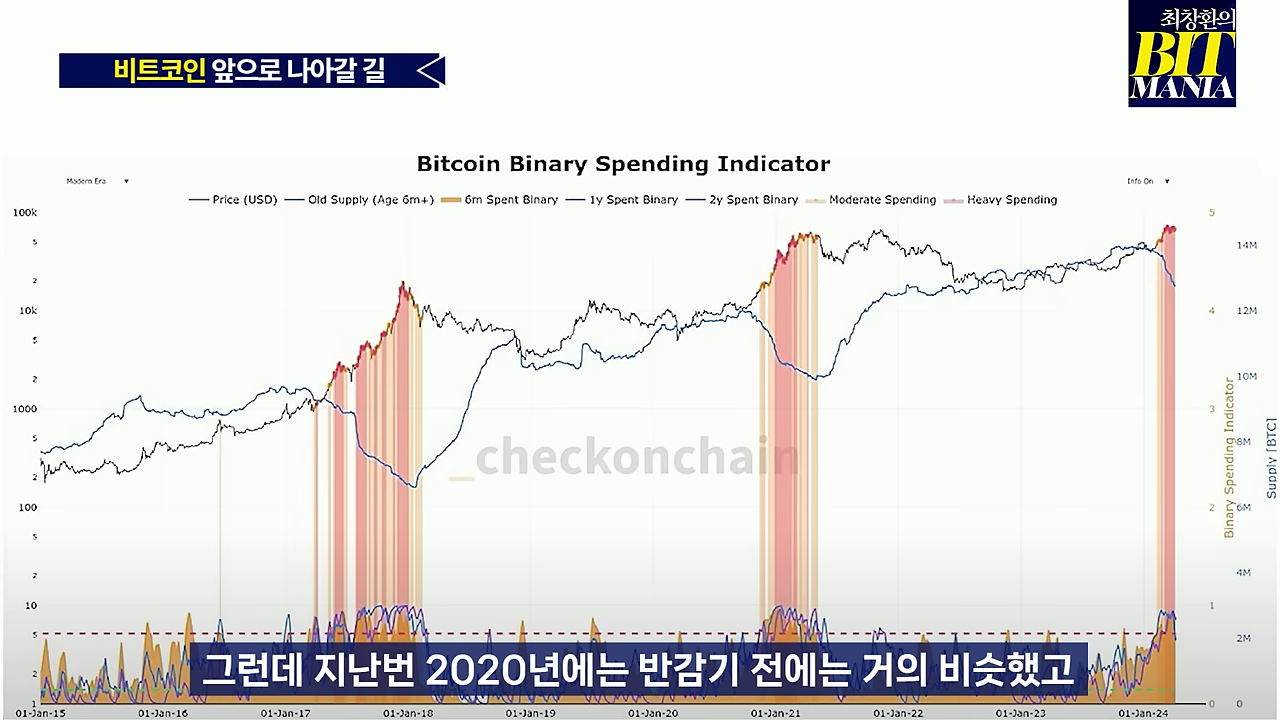 최창환의
BIT
MANIA
비트코인 앞으로 나아갈 길
Bitcoin Binary Spending Indicator
Modern Era ▼
Info On ▼
Price (USD) Old Supply (Age 6m+) 6m Spent Binary 1y Spent Binary 2y Spent Binary Moderate Spending Heavy Spending
100k
5
2
10k
5
2
1000
5
2
100
5
2
10
5
2
1
5
4
3
2
1
0
14M
12M
10M
8M
6M
4M
2M
0
Binary Spending Indicator
Supply [BTC]
_checkonchain
그런데 지난번 2020년에는 반감기 전에는 거의 비슷했고
01-Jan-15 01-Jan-16 01-Jan-17 01-Jan-18 01-Jan-19 01-Jan-20 01-Jan-21 01-Jan-22 01-Jan-23 01-Jan-24